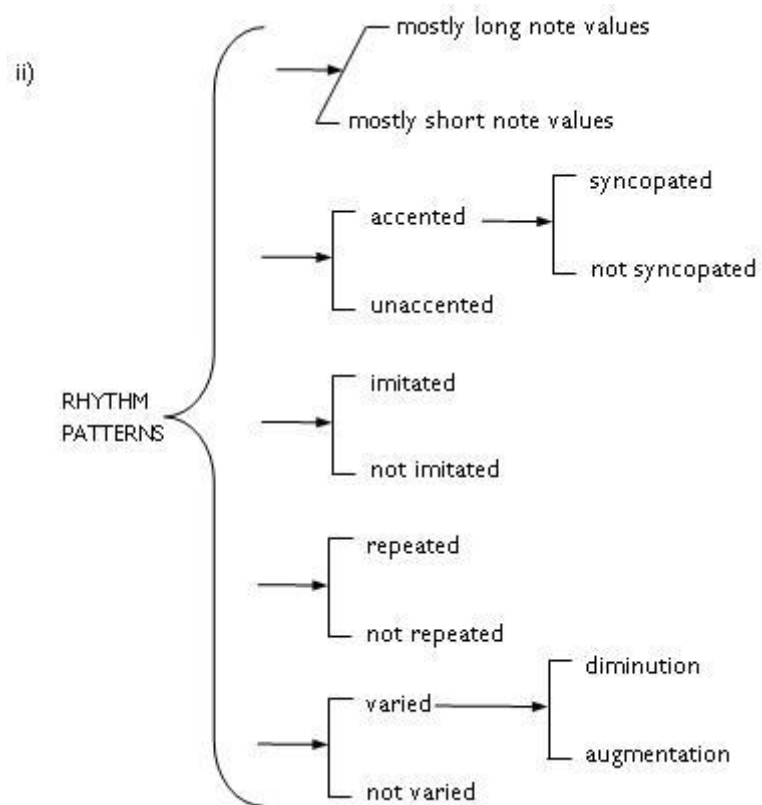 ii)
mostly long note values
mostly short note values
syncopated
accented
not syncopated
unaccented
imitated
RHYTHM
PATTERNS
not imitated
repeated
not repeated
diminution
varied
augmentation
not varied